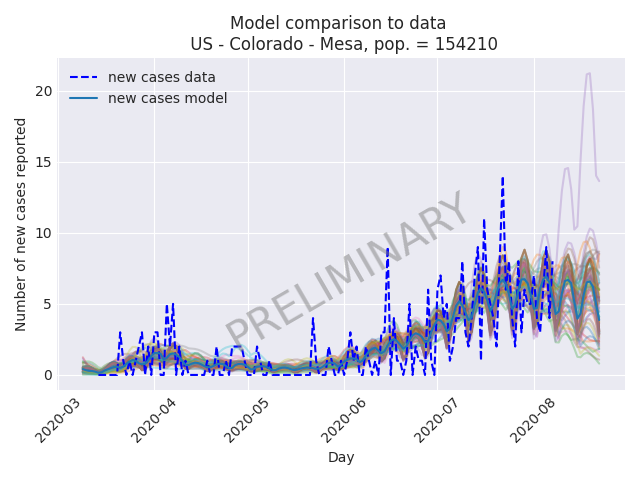 Model comparison to data
US - Colorado - Mesa, pop. = 154210
new cases data
new cases model
Number of new cases reported
20
15
10
5
0
PRELIMINARY
2020-03
2020-04
2020-05
2020-06
2020-07
2020-08
Day